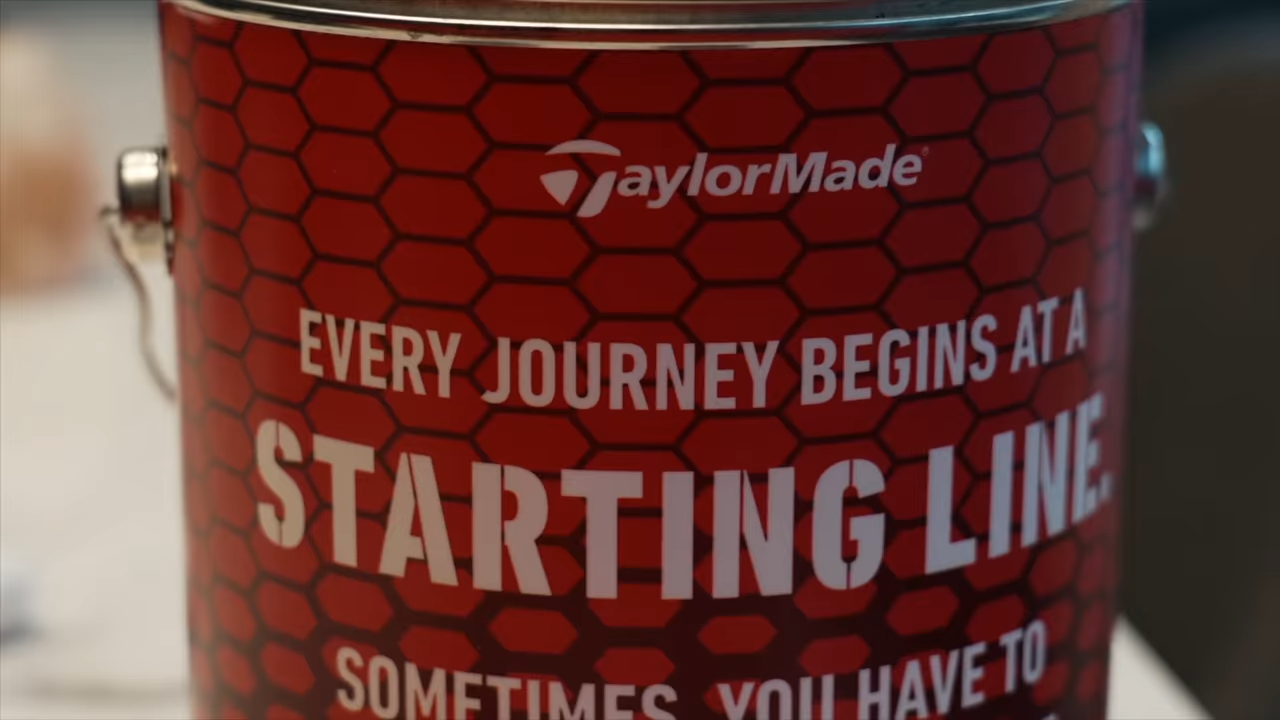 TaylorMade
EVERY JOURNEY BEGINS AT A
STARTING LINE.
SOMETIMES, YOU HAVE TO